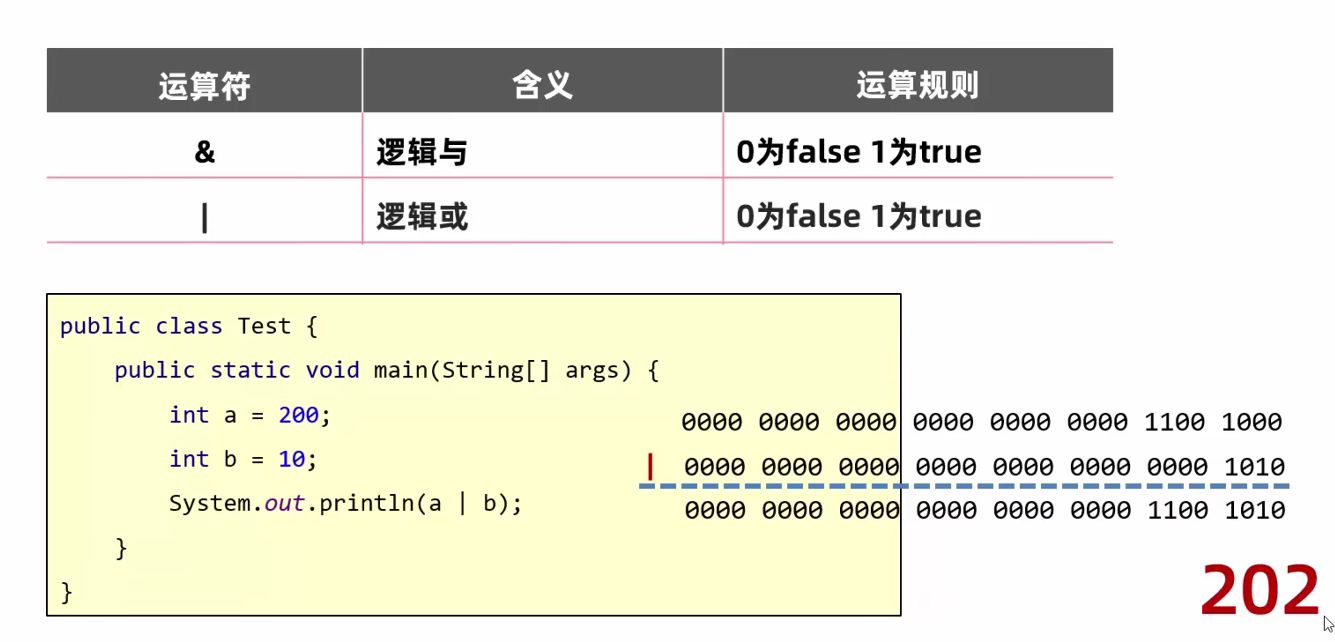 运算符 含义 运算规则
& 逻辑与 0为false 1为true
| 逻辑或 0为false 1为true
public class Test {
public static void main(String[] args) {
int a = 200;
int b = 10;
System.out.println(a | b);
}
}
0000 0000 0000 0000 0000 0000 1100 1000
| 0000 0000 0000 0000 0000 0000 0000 1010
0000 0000 0000 0000 0000 0000 1100 1010
202